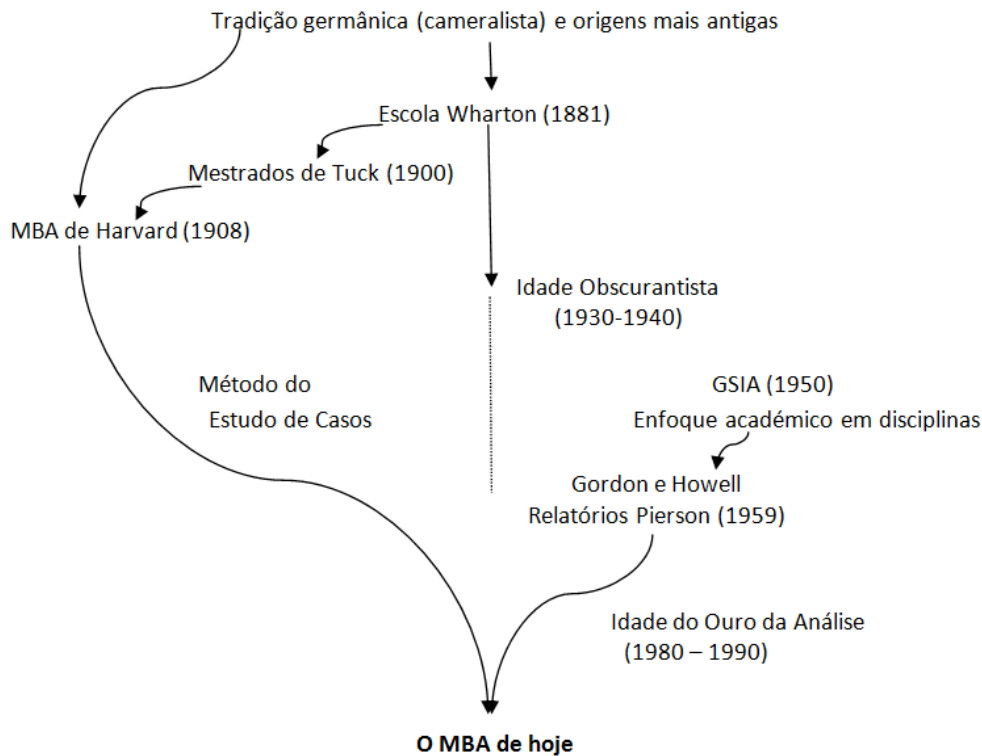 Tradição germânica (cameralista) e origens mais antigas
Escola Wharton (1881)
Mestrados de Tuck (1900)
MBA de Harvard (1908)
Idade Obscurantista
(1930-1940)
Método do
Estudo de Casos
GSIA (1950)
Enfoque académico em disciplinas
Gordon e Howell
Relatórios Pierson (1959)
Idade do Ouro da Análise
(1980 – 1990)
O MBA de hoje